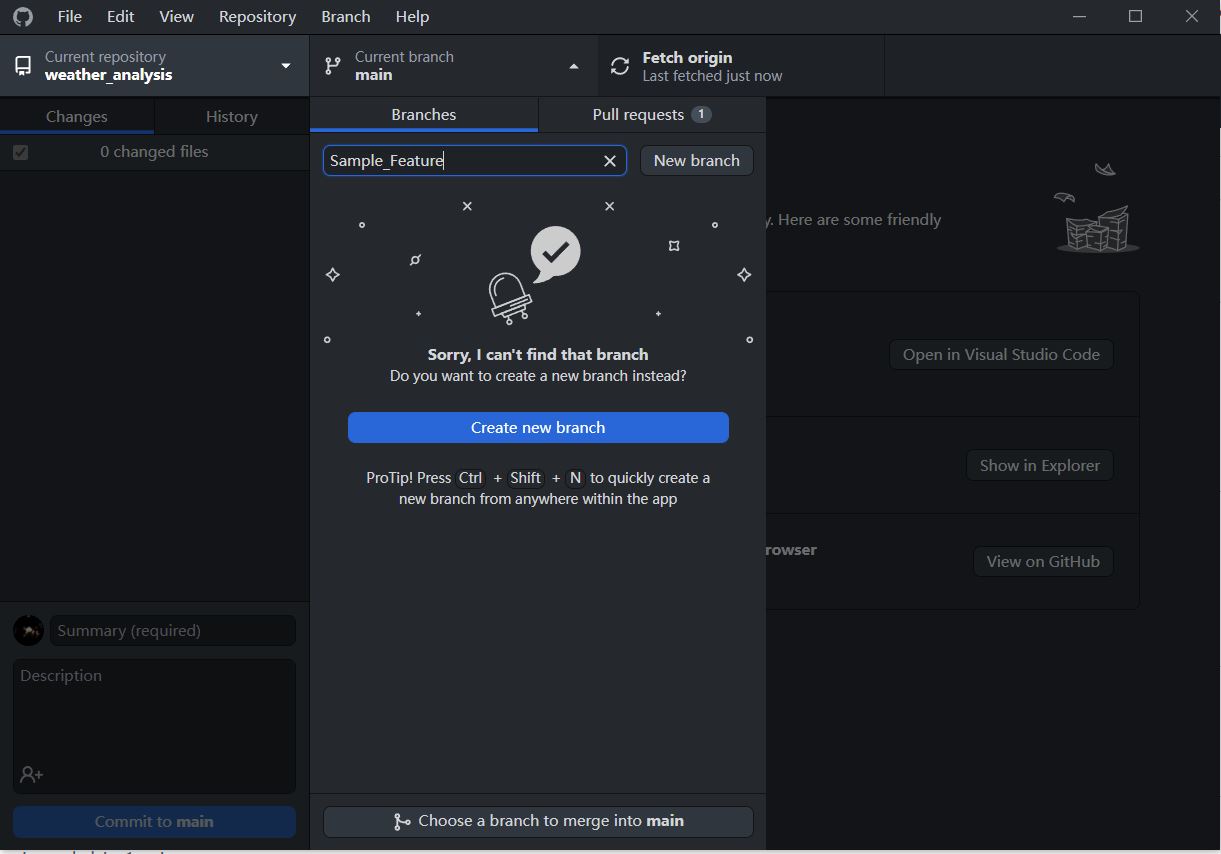 File Edit View Repository Branch Help
Current repository
weather_analysis
Current branch
main
Fetch origin
Last fetched just now
Changes History
Branches Pull requests 1
0 changed files
Sample_Feature
New branch
y. Here are some friendly
Sorry, I can't find that branch
Do you want to create a new branch instead?
Create new branch
ProTip! Press Ctrl + Shift + N to quickly create a
new branch from anywhere within the app
Open in Visual Studio Code
Show in Explorer
rowser
View on GitHub
Summary (required)
Description
Commit to main
Choose a branch to merge into main